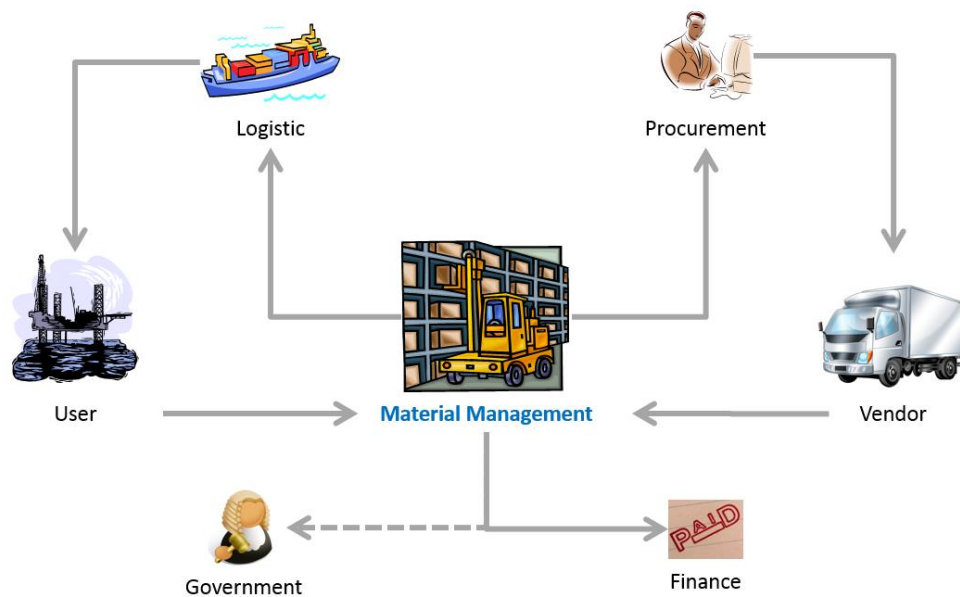 Logistic
Procurement
User
Material Management
Vendor
PAID
Government
Finance